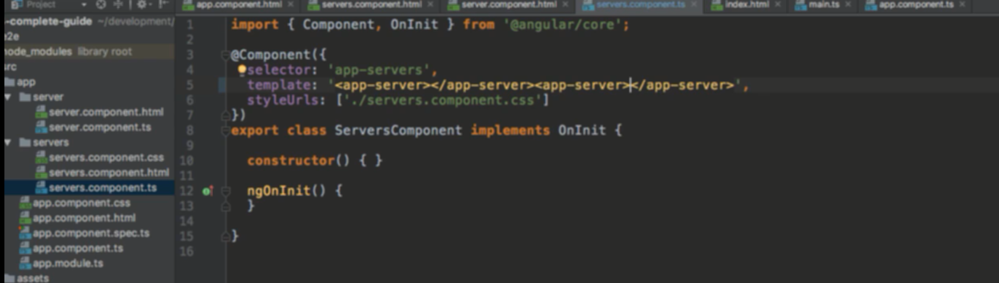 Project
app.component.html × servers.component.html × server.component.html × servers.component.ts × index.html × main.ts × app.component.ts ×
-complete-guide ~/development/
e2e
node_modules library root
src
app
server
server.component.html
server.component.ts
servers
servers.component.css
servers.component.html
servers.component.ts
app.component.css
app.component.html
app.component.spec.ts
app.component.ts
app.module.ts
assets
1 import { Component, OnInit } from '@angular/core';
2
3 @Component({
4 selector: 'app-servers',
5 template: '<app-server></app-server><app-server></app-server>',
6 styleUrls: ['./servers.component.css']
7 })
8 export class ServersComponent implements OnInit {
9
10 constructor() { }
11
12 ngOnInit() {
13 }
14
15 }
16